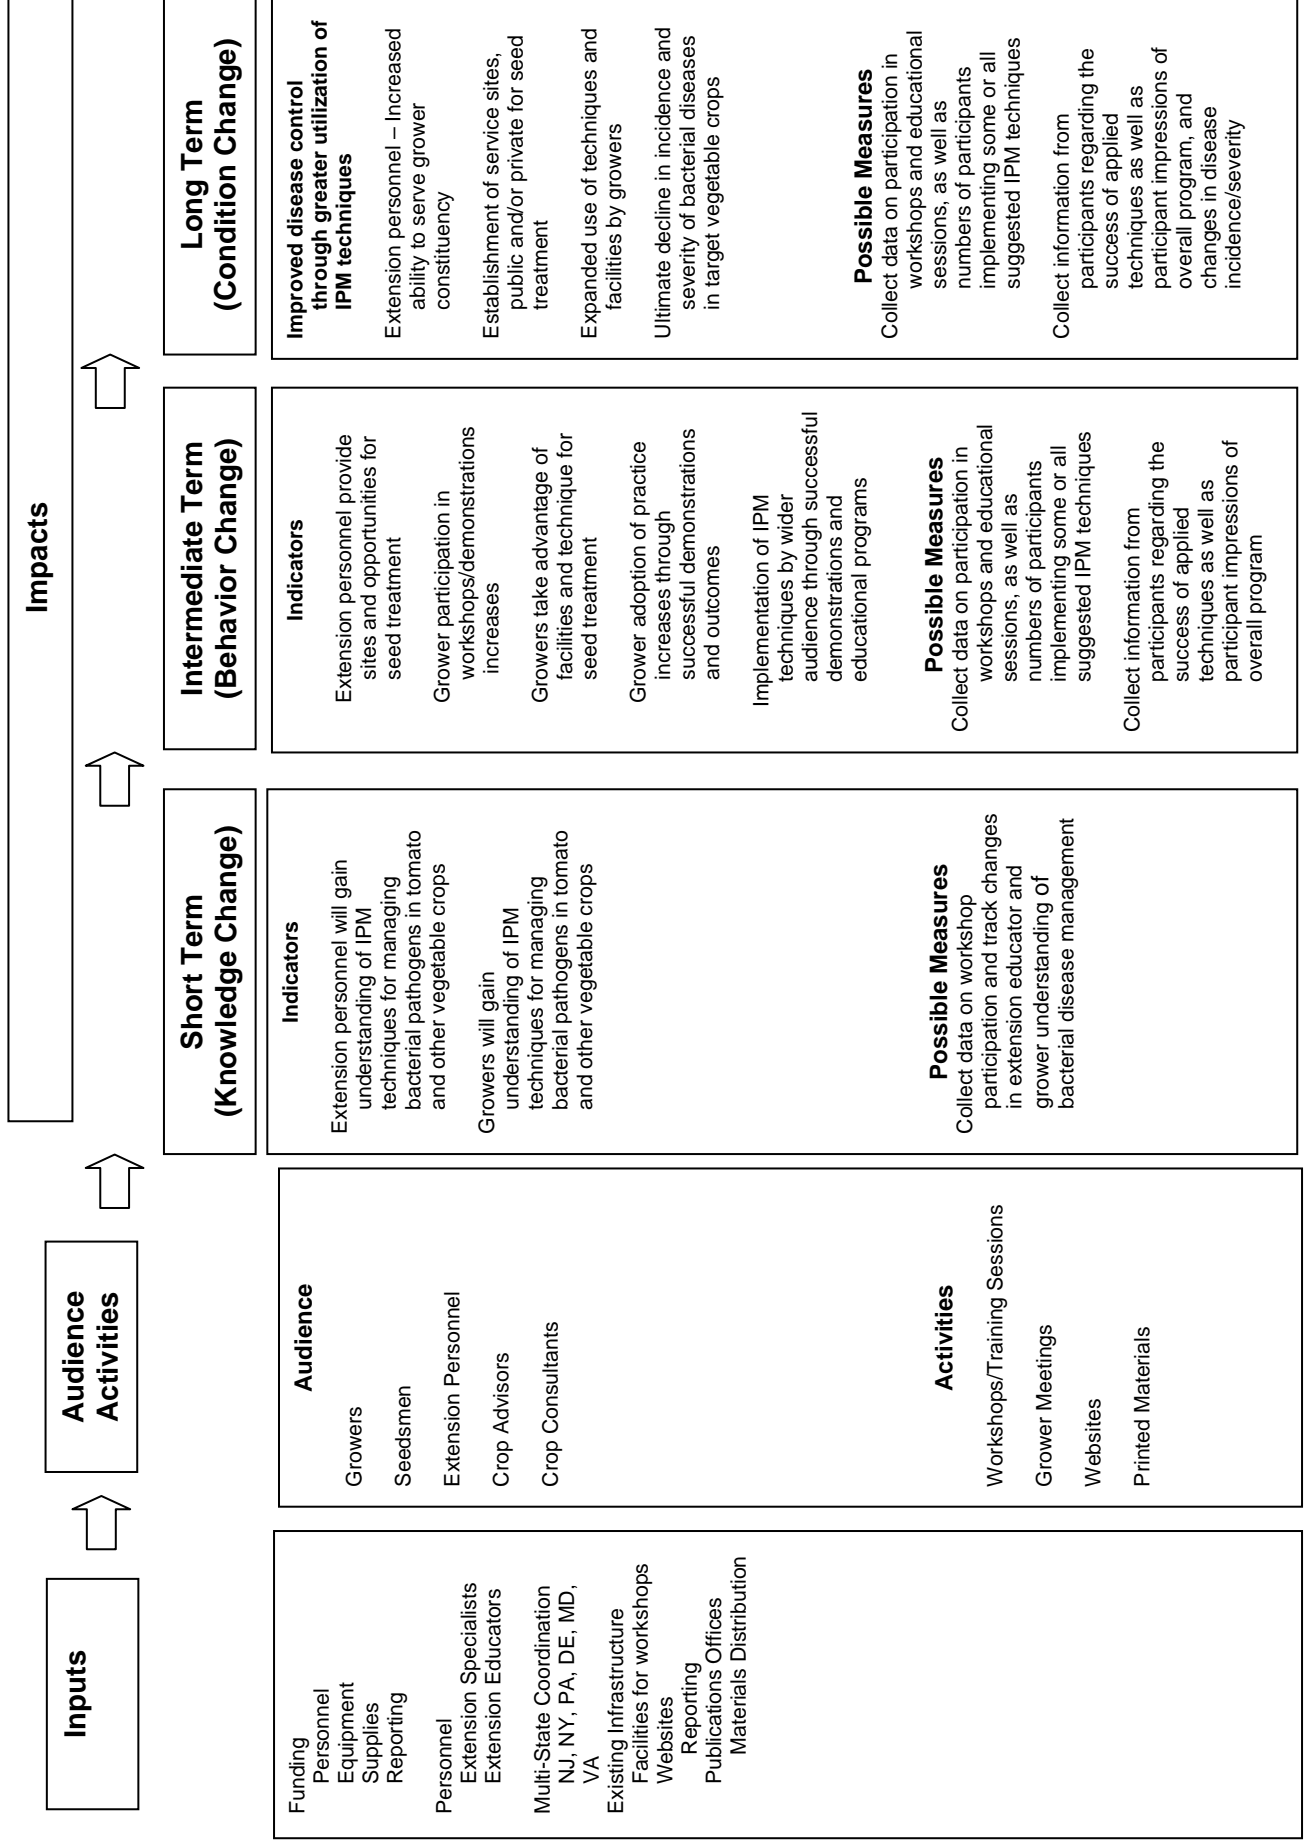 Inputs
Funding
Personnel
Equipment
Supplies
Reporting
Personnel
Extension Specialists
Extension Educators
Multi-State Coordination
NJ, NY, PA, DE, MD,
VA
Existing Infrastructure
Facilities for workshops
Websites
Reporting
Publications Offices
Materials Distribution
Audience
Activities
Audience
Growers
Seedsmen
Extension Personnel
Crop Advisors
Crop Consultants
Activities
Workshops/Training Sessions
Grower Meetings
Websites
Printed Materials
Impacts
Short Term
(Knowledge Change)
Indicators
Extension personnel will gain
understanding of IPM
techniques for managing
bacterial pathogens in tomato
and other vegetable crops
Growers will gain
understanding of IPM
techniques for managing
bacterial pathogens in tomato
and other vegetable crops
Possible Measures
Collect data on workshop
participation and track changes
in extension educator and
grower understanding of
bacterial disease management
Intermediate Term
(Behavior Change)
Indicators
Extension personnel provide
sites and opportunities for
seed treatment
Grower participation in
workshops/demonstrations
increases
Growers take advantage of
facilities and technique for
seed treatment
Grower adoption of practice
increases through
successful demonstrations
and outcomes
Implementation of IPM
techniques by wider
audience through successful
demonstrations and
educational programs
Possible Measures
Collect data on participation in
workshops and educational
sessions, as well as
numbers of participants
implementing some or all
suggested IPM techniques
Collect information from
participants regarding the
success of applied
techniques as well as
participant impressions of
overall program
Long Term
(Condition Change)
Improved disease control
through greater utilization of
IPM techniques
Extension personnel – Increased
ability to serve grower
constituency
Establishment of service sites,
public and/or private for seed
treatment
Expanded use of techniques and
facilities by growers
Ultimate decline in incidence and
severity of bacterial diseases
in target vegetable crops
Possible Measures
Collect data on participation in
workshops and educational
sessions, as well as
numbers of participants
implementing some or all
suggested IPM techniques
Collect information from
participants regarding the
success of applied
techniques as well as
participant impressions of
overall program, and
changes in disease
incidence/severity